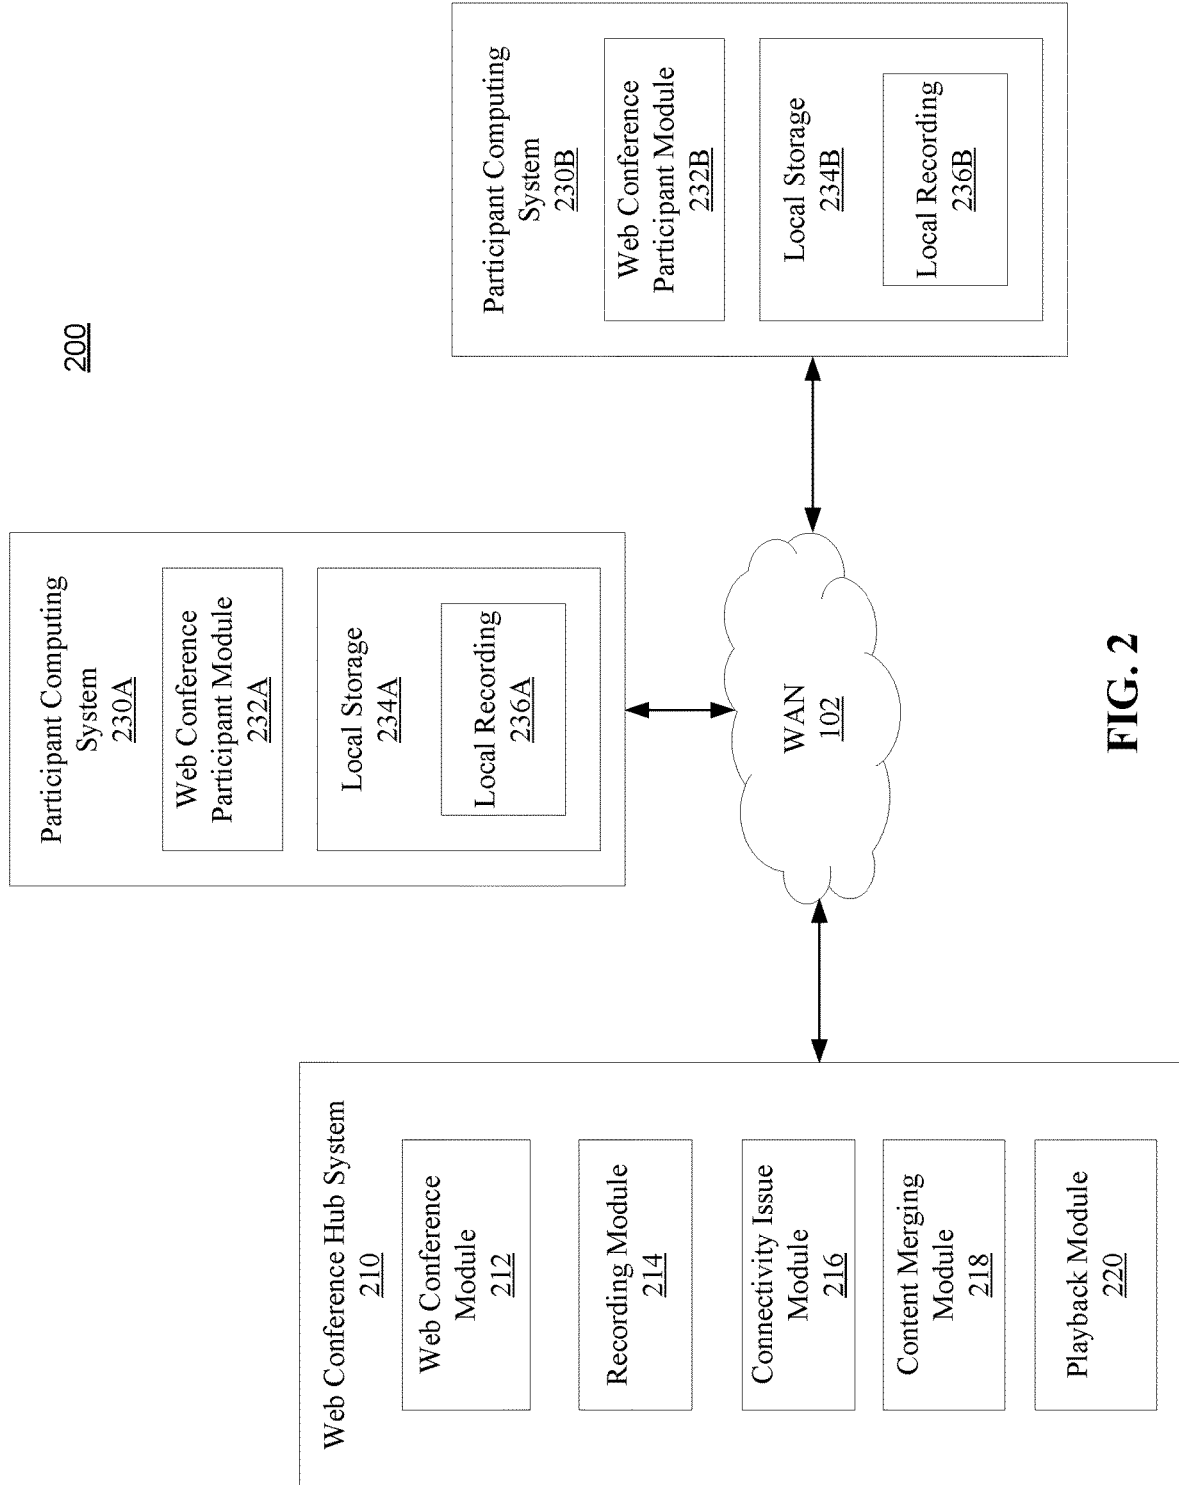 200
Web Conference Hub System
210
Web Conference
Module
212
Recording Module
214
Connectivity Issue
Module
216
Content Merging
Module
218
Playback Module
220
Participant Computing
System
230A
Web Conference
Participant Module
232A
Local Storage
234A
Local Recording
236A
WAN
102
Participant Computing
System
230B
Web Conference
Participant Module
232B
Local Storage
234B
Local Recording
236B
FIG. 2